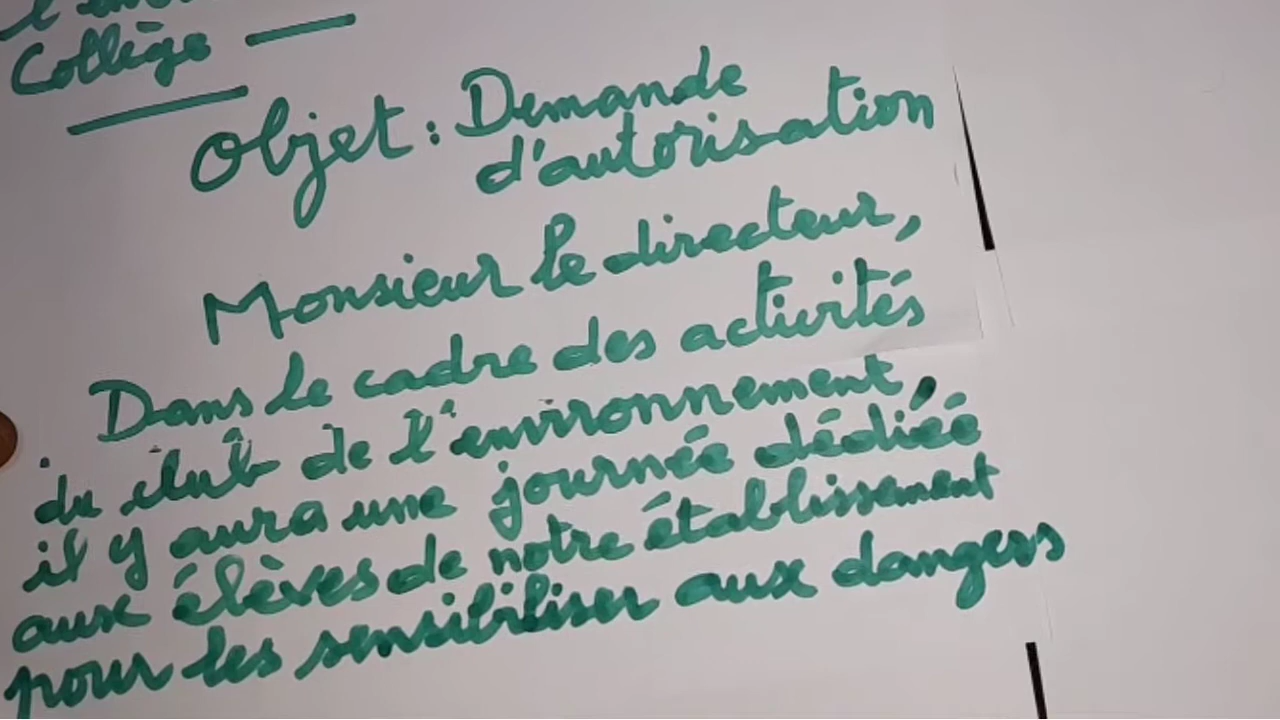 Collège
Objet : Demande
d'autorisation
Monsieur le directeur,
Dans le cadre des activités
du club de l'environnement,
il y aura une journée dédiée
aux élèves de notre établissement
pour les sensibiliser aux dangers